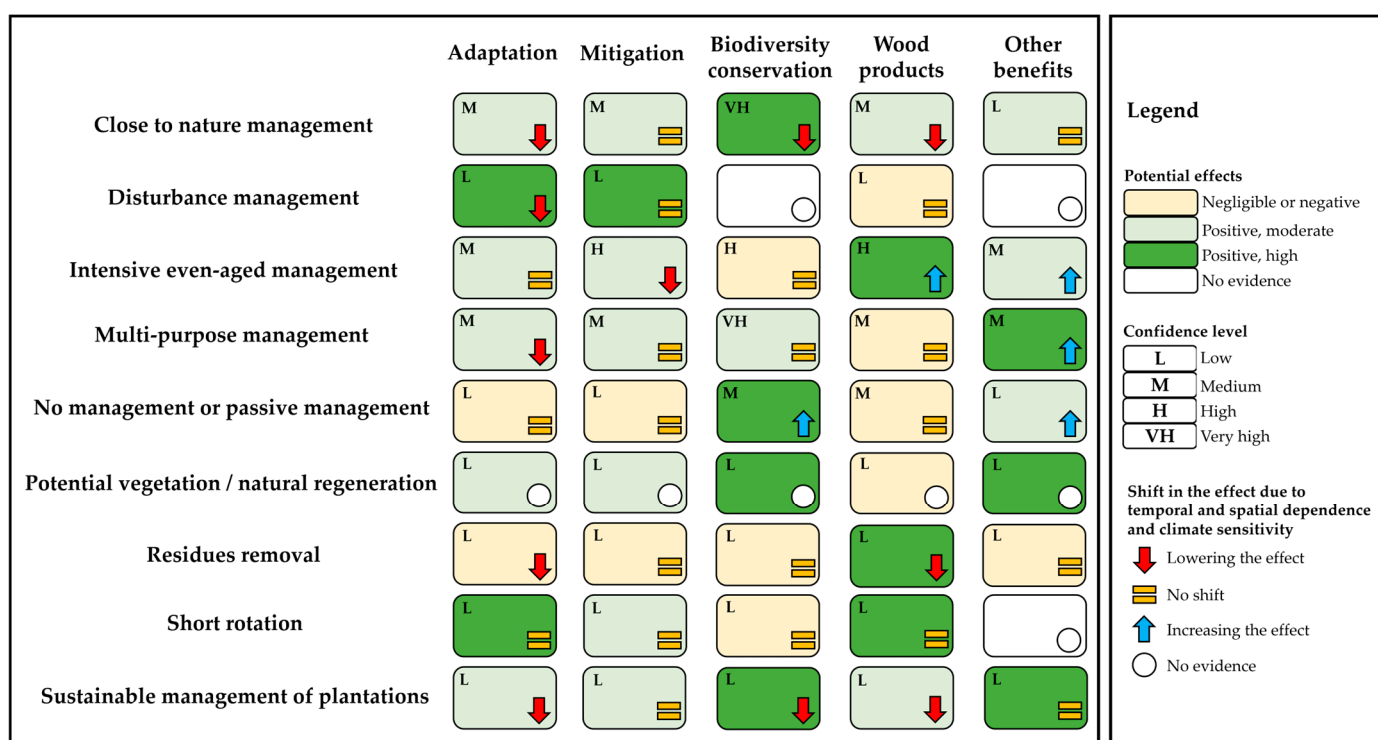 Adaptation Mitigation Biodiversity conservation Wood products Other benefits
Close to nature management M M VH M L
Disturbance management L L L
Intensive even-aged management M H H H M
Multi-purpose management M M VH M M
No management or passive management L L M M L
Potential vegetation / natural regeneration L L L L L
Residues removal L L L L L
Short rotation L L L L
Sustainable management of plantations L L L L L
Legend
Potential effects
Negligible or negative
Positive, moderate
Positive, high
No evidence
Confidence level
L Low
M Medium
H High
VH Very high
Shift in the effect due to
temporal and spatial dependence
and climate sensitivity
Lowering the effect
No shift
Increasing the effect
No evidence